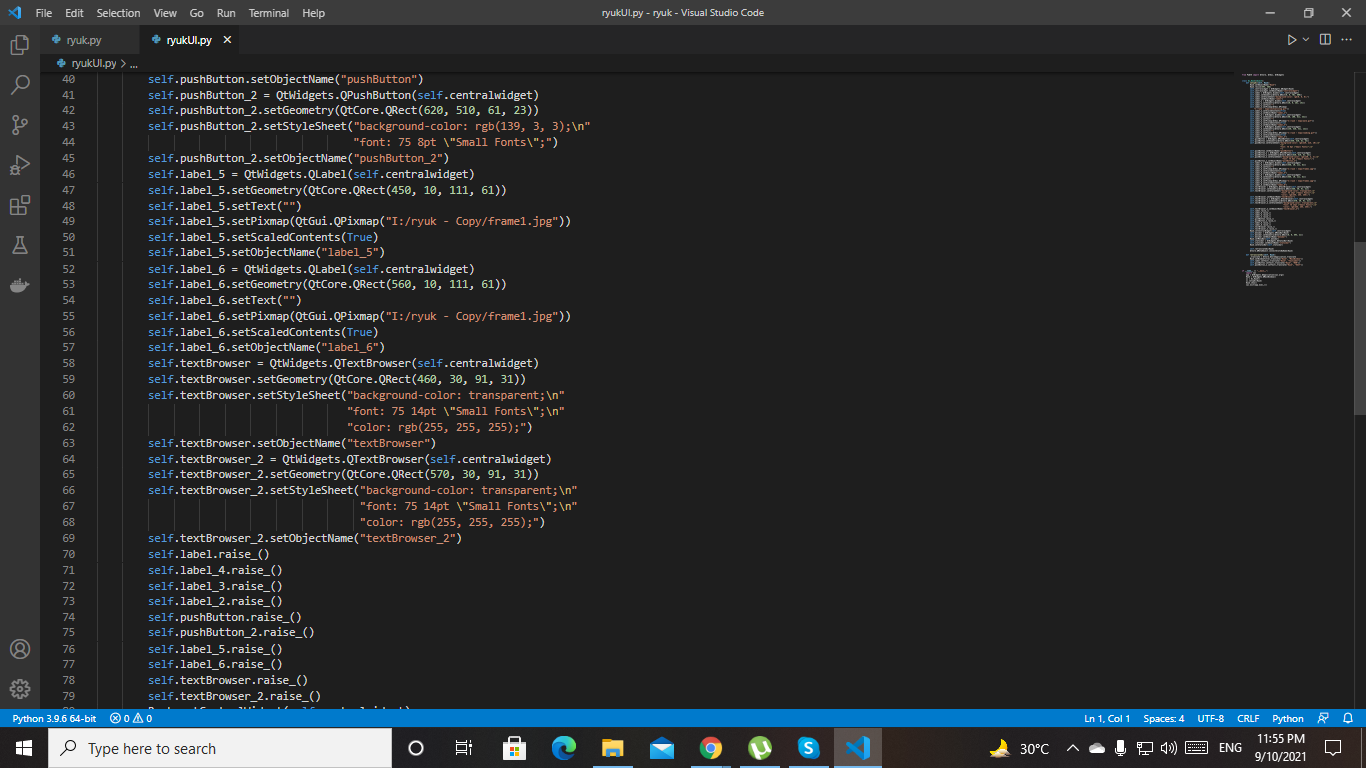 File Edit Selection View Go Run Terminal Help
ryukUI.py - ryuk - Visual Studio Code
ryuk.py
ryukUI.py
ryukUI.py > ...
40 self.pushButton.setObjectName("pushButton")
41 self.pushButton_2 = QtWidgets.QPushButton(self.centralwidget)
42 self.pushButton_2.setGeometry(QtCore.QRect(620, 510, 61, 23))
43 self.pushButton_2.setStyleSheet("background-color: rgb(139, 3, 3);\n"
44 "font: 75 8pt \"Small Fonts\";")
45 self.pushButton_2.setObjectName("pushButton_2")
46 self.label_5 = QtWidgets.QLabel(self.centralwidget)
47 self.label_5.setGeometry(QtCore.QRect(450, 10, 111, 61))
48 self.label_5.setText("")
49 self.label_5.setPixmap(QtGui.QPixmap("I:/ryuk - Copy/frame1.jpg"))
50 self.label_5.setScaledContents(True)
51 self.label_5.setObjectName("label_5")
52 self.label_6 = QtWidgets.QLabel(self.centralwidget)
53 self.label_6.setGeometry(QtCore.QRect(560, 10, 111, 61))
54 self.label_6.setText("")
55 self.label_6.setPixmap(QtGui.QPixmap("I:/ryuk - Copy/frame1.jpg"))
56 self.label_6.setScaledContents(True)
57 self.label_6.setObjectName("label_6")
58 self.textBrowser = QtWidgets.QTextBrowser(self.centralwidget)
59 self.textBrowser.setGeometry(QtCore.QRect(460, 30, 91, 31))
60 self.textBrowser.setStyleSheet("background-color: transparent;\n"
61 "font: 75 14pt \"Small Fonts\";\n"
62 "color: rgb(255, 255, 255);")
63 self.textBrowser.setObjectName("textBrowser")
64 self.textBrowser_2 = QtWidgets.QTextBrowser(self.centralwidget)
65 self.textBrowser_2.setGeometry(QtCore.QRect(570, 30, 91, 31))
66 self.textBrowser_2.setStyleSheet("background-color: transparent;\n"
67 "font: 75 14pt \"Small Fonts\";\n"
68 "color: rgb(255, 255, 255);")
69 self.textBrowser_2.setObjectName("textBrowser_2")
70 self.label.raise_()
71 self.label_4.raise_()
72 self.label_3.raise_()
73 self.label_2.raise_()
74 self.pushButton.raise_()
75 self.pushButton_2.raise_()
76 self.label_5.raise_()
77 self.label_6.raise_()
78 self.textBrowser.raise_()
79 self.textBrowser_2.raise_()
Python 3.9.6 64-bit 0 0 Ln 1, Col 1 Spaces: 4 UTF-8 CRLF Python
Type here to search
30°C
ENG
11:55 PM
9/10/2021